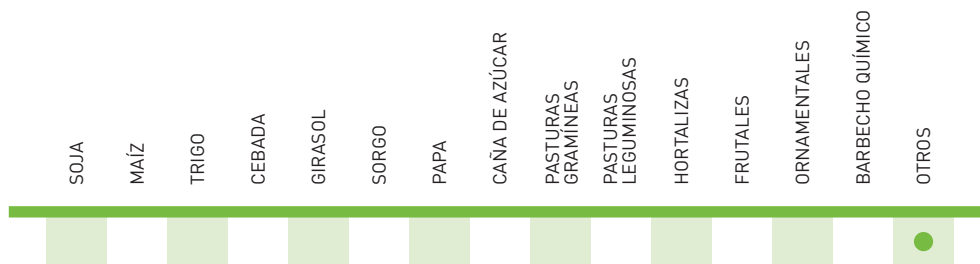 SOJA
MAÍZ
TRIGO
CEBADA
GIRASOL
SORGO
PAPA
CAÑA DE AZÚCAR
PASTURAS
GRAMÍNEAS
PASTURAS
LEGUMINOSAS
HORTALIZAS
FRUTALES
ORNAMENTALES
BARBECHO QUÍMICO
OTROS